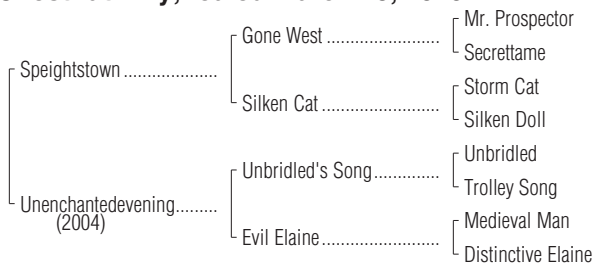 Mr. Prospector
Gone West
Secrettame
Speightstown
Storm Cat
Silken Cat
Silken Doll
Unbridled
Unbridled's Song
Trolley Song
Unenchantedevening
(2004)
Medieval Man
Evil Elaine
Distinctive Elaine